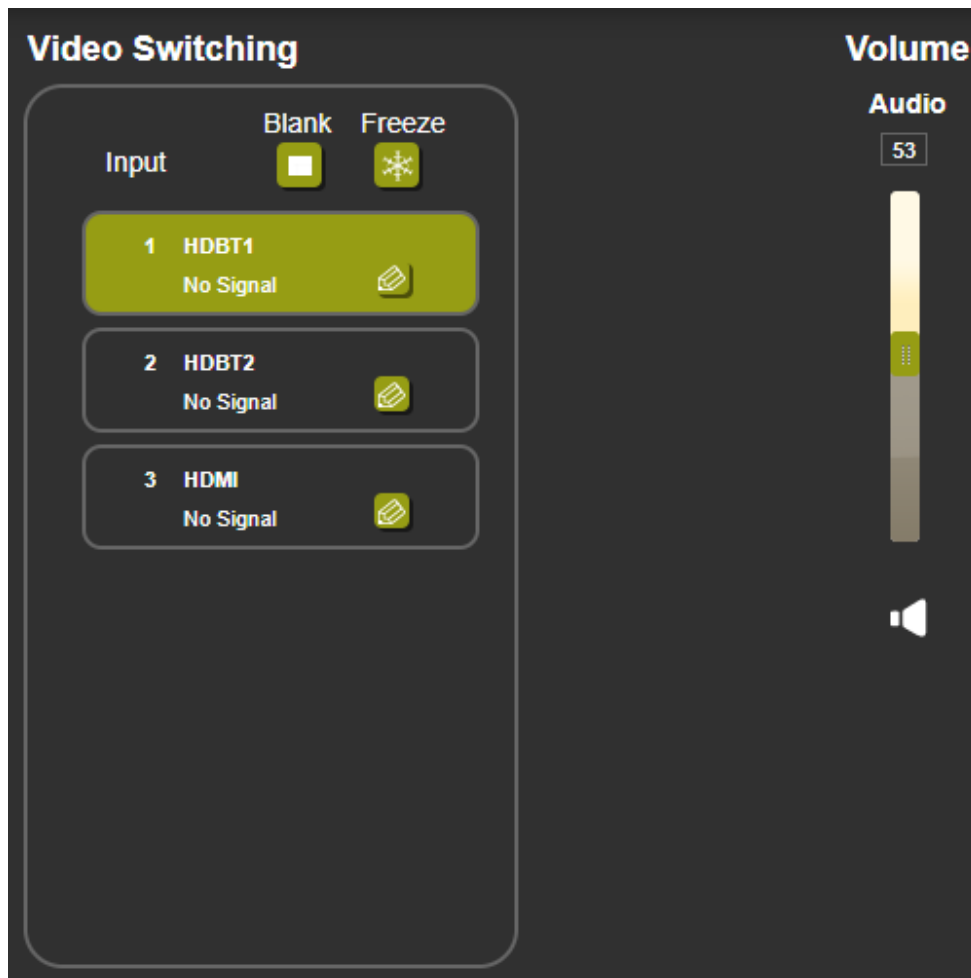 Video Switching
Volume
Audio
53
Blank Freeze
Input
1 HDBT1
No Signal
2 HDBT2
No Signal
3 HDMI
No Signal